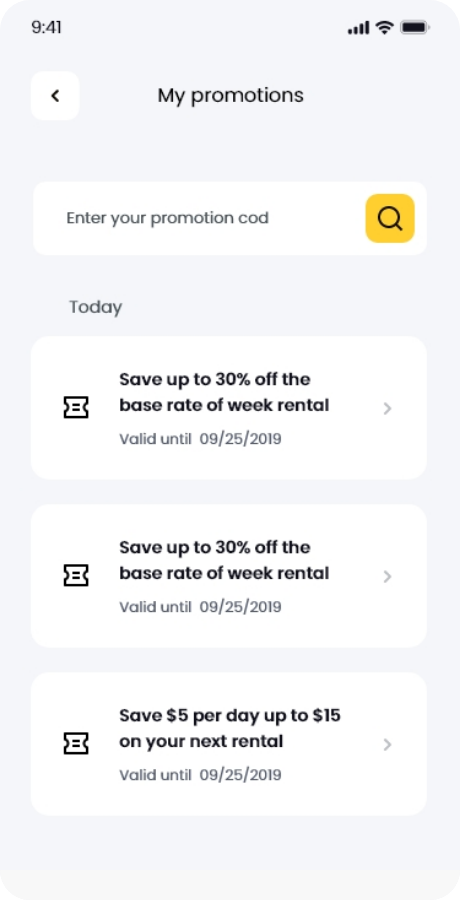 9:41
My promotions
Enter your promotion cod
Today
Save up to 30% off the
base rate of week rental
Valid until 09/25/2019
Save up to 30% off the
base rate of week rental
Valid until 09/25/2019
Save $5 per day up to $15
on your next rental
Valid until 09/25/2019